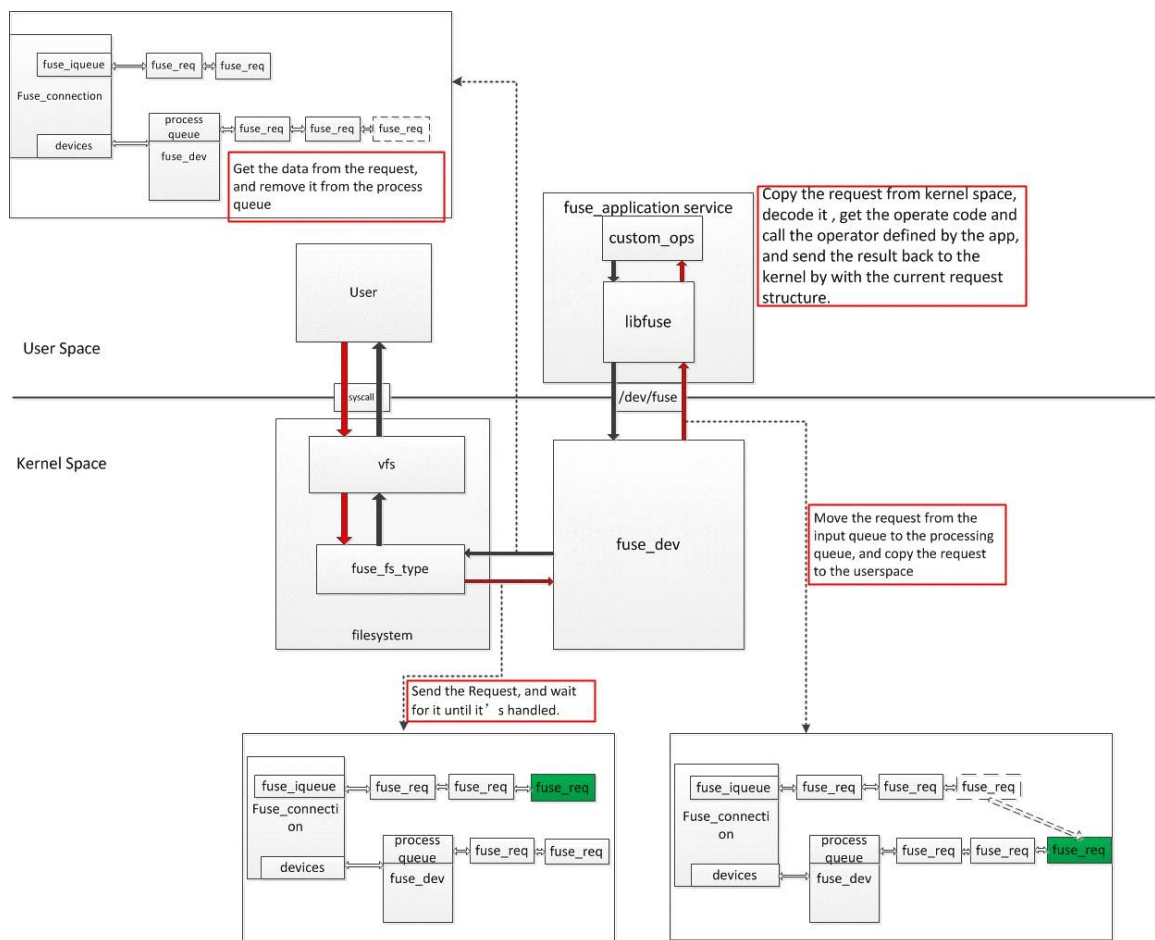 fuse_iqueue
fuse_req
fuse_req
Fuse_connection
devices
process
queue
fuse_dev
fuse_req
fuse_req
fuse_req
Get the data from the request,
and remove it from the process
queue
fuse_application service
custom_ops
libfuse
Copy the request from kernel space,
decode it , get the operate code and
call the operator defined by the app,
and send the result back to the
kernel by with the current request
structure.
User
User Space
syscall
/dev/fuse
Kernel Space
vfs
fuse_fs_type
filesystem
fuse_dev
Move the request from the
input queue to the processing
queue, and copy the request
to the userspace
Send the Request, and wait
for it until it’s handled.
fuse_iqueue
fuse_req
fuse_req
fuse_req
Fuse_connecti
on
devices
process
queue
fuse_dev
fuse_req
fuse_req
fuse_iqueue
fuse_req
fuse_req
fuse_req
Fuse_connecti
on
devices
process
queue
fuse_dev
fuse_req
fuse_req
fuse_req